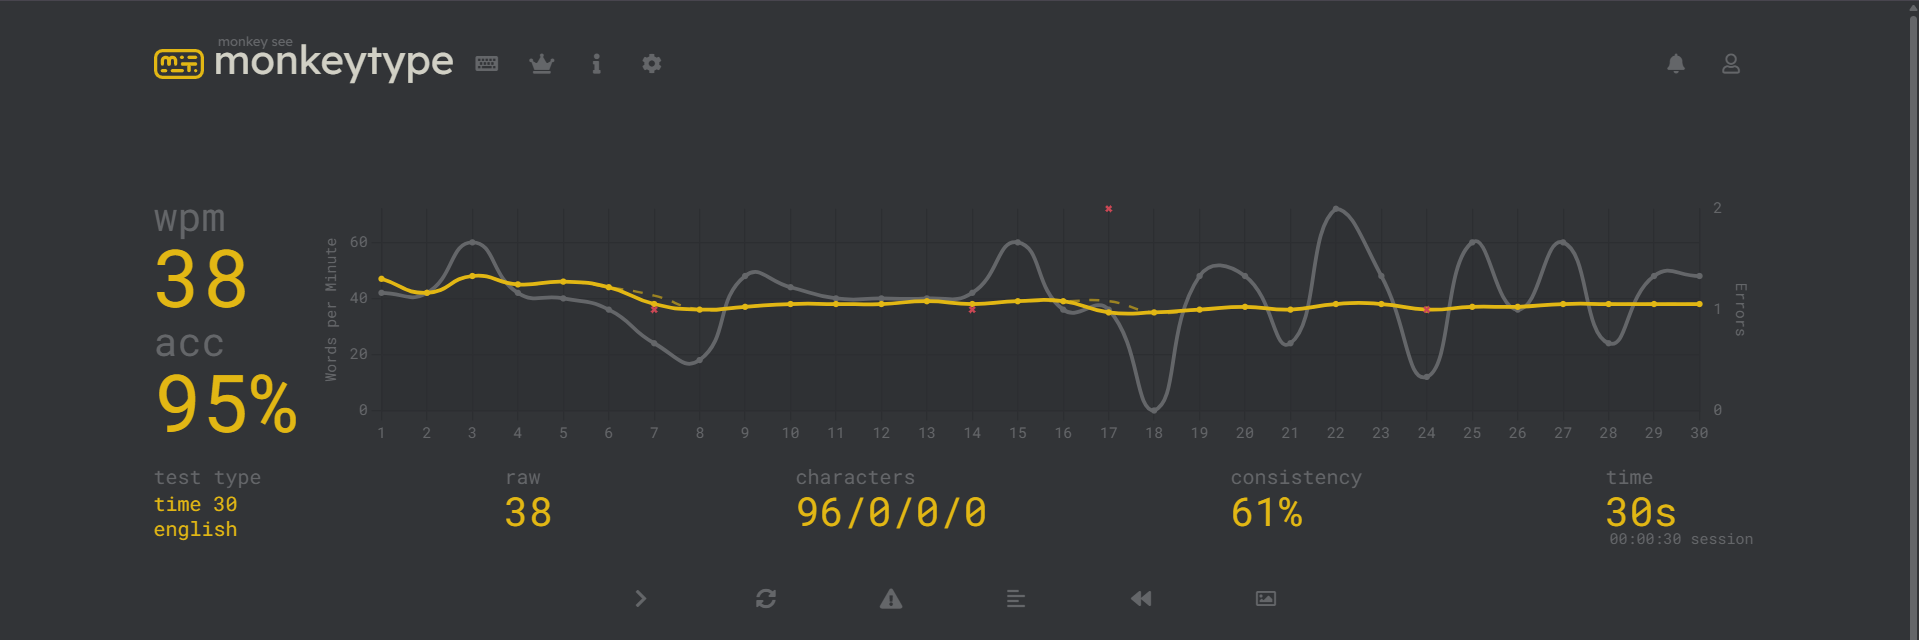 monkey see
monkeytype
wpm
38
acc
95%
Words per Minute
60
40
20
0
2
1
0
Errors
1 2 3 4 5 6 7 8 9 10 11 12 13 14 15 16 17 18 19 20 21 22 23 24 25 26 27 28 29 30
test type
time 30
english
raw
38
characters
96/0/0/0
consistency
61%
time
30s
00:00:30 session